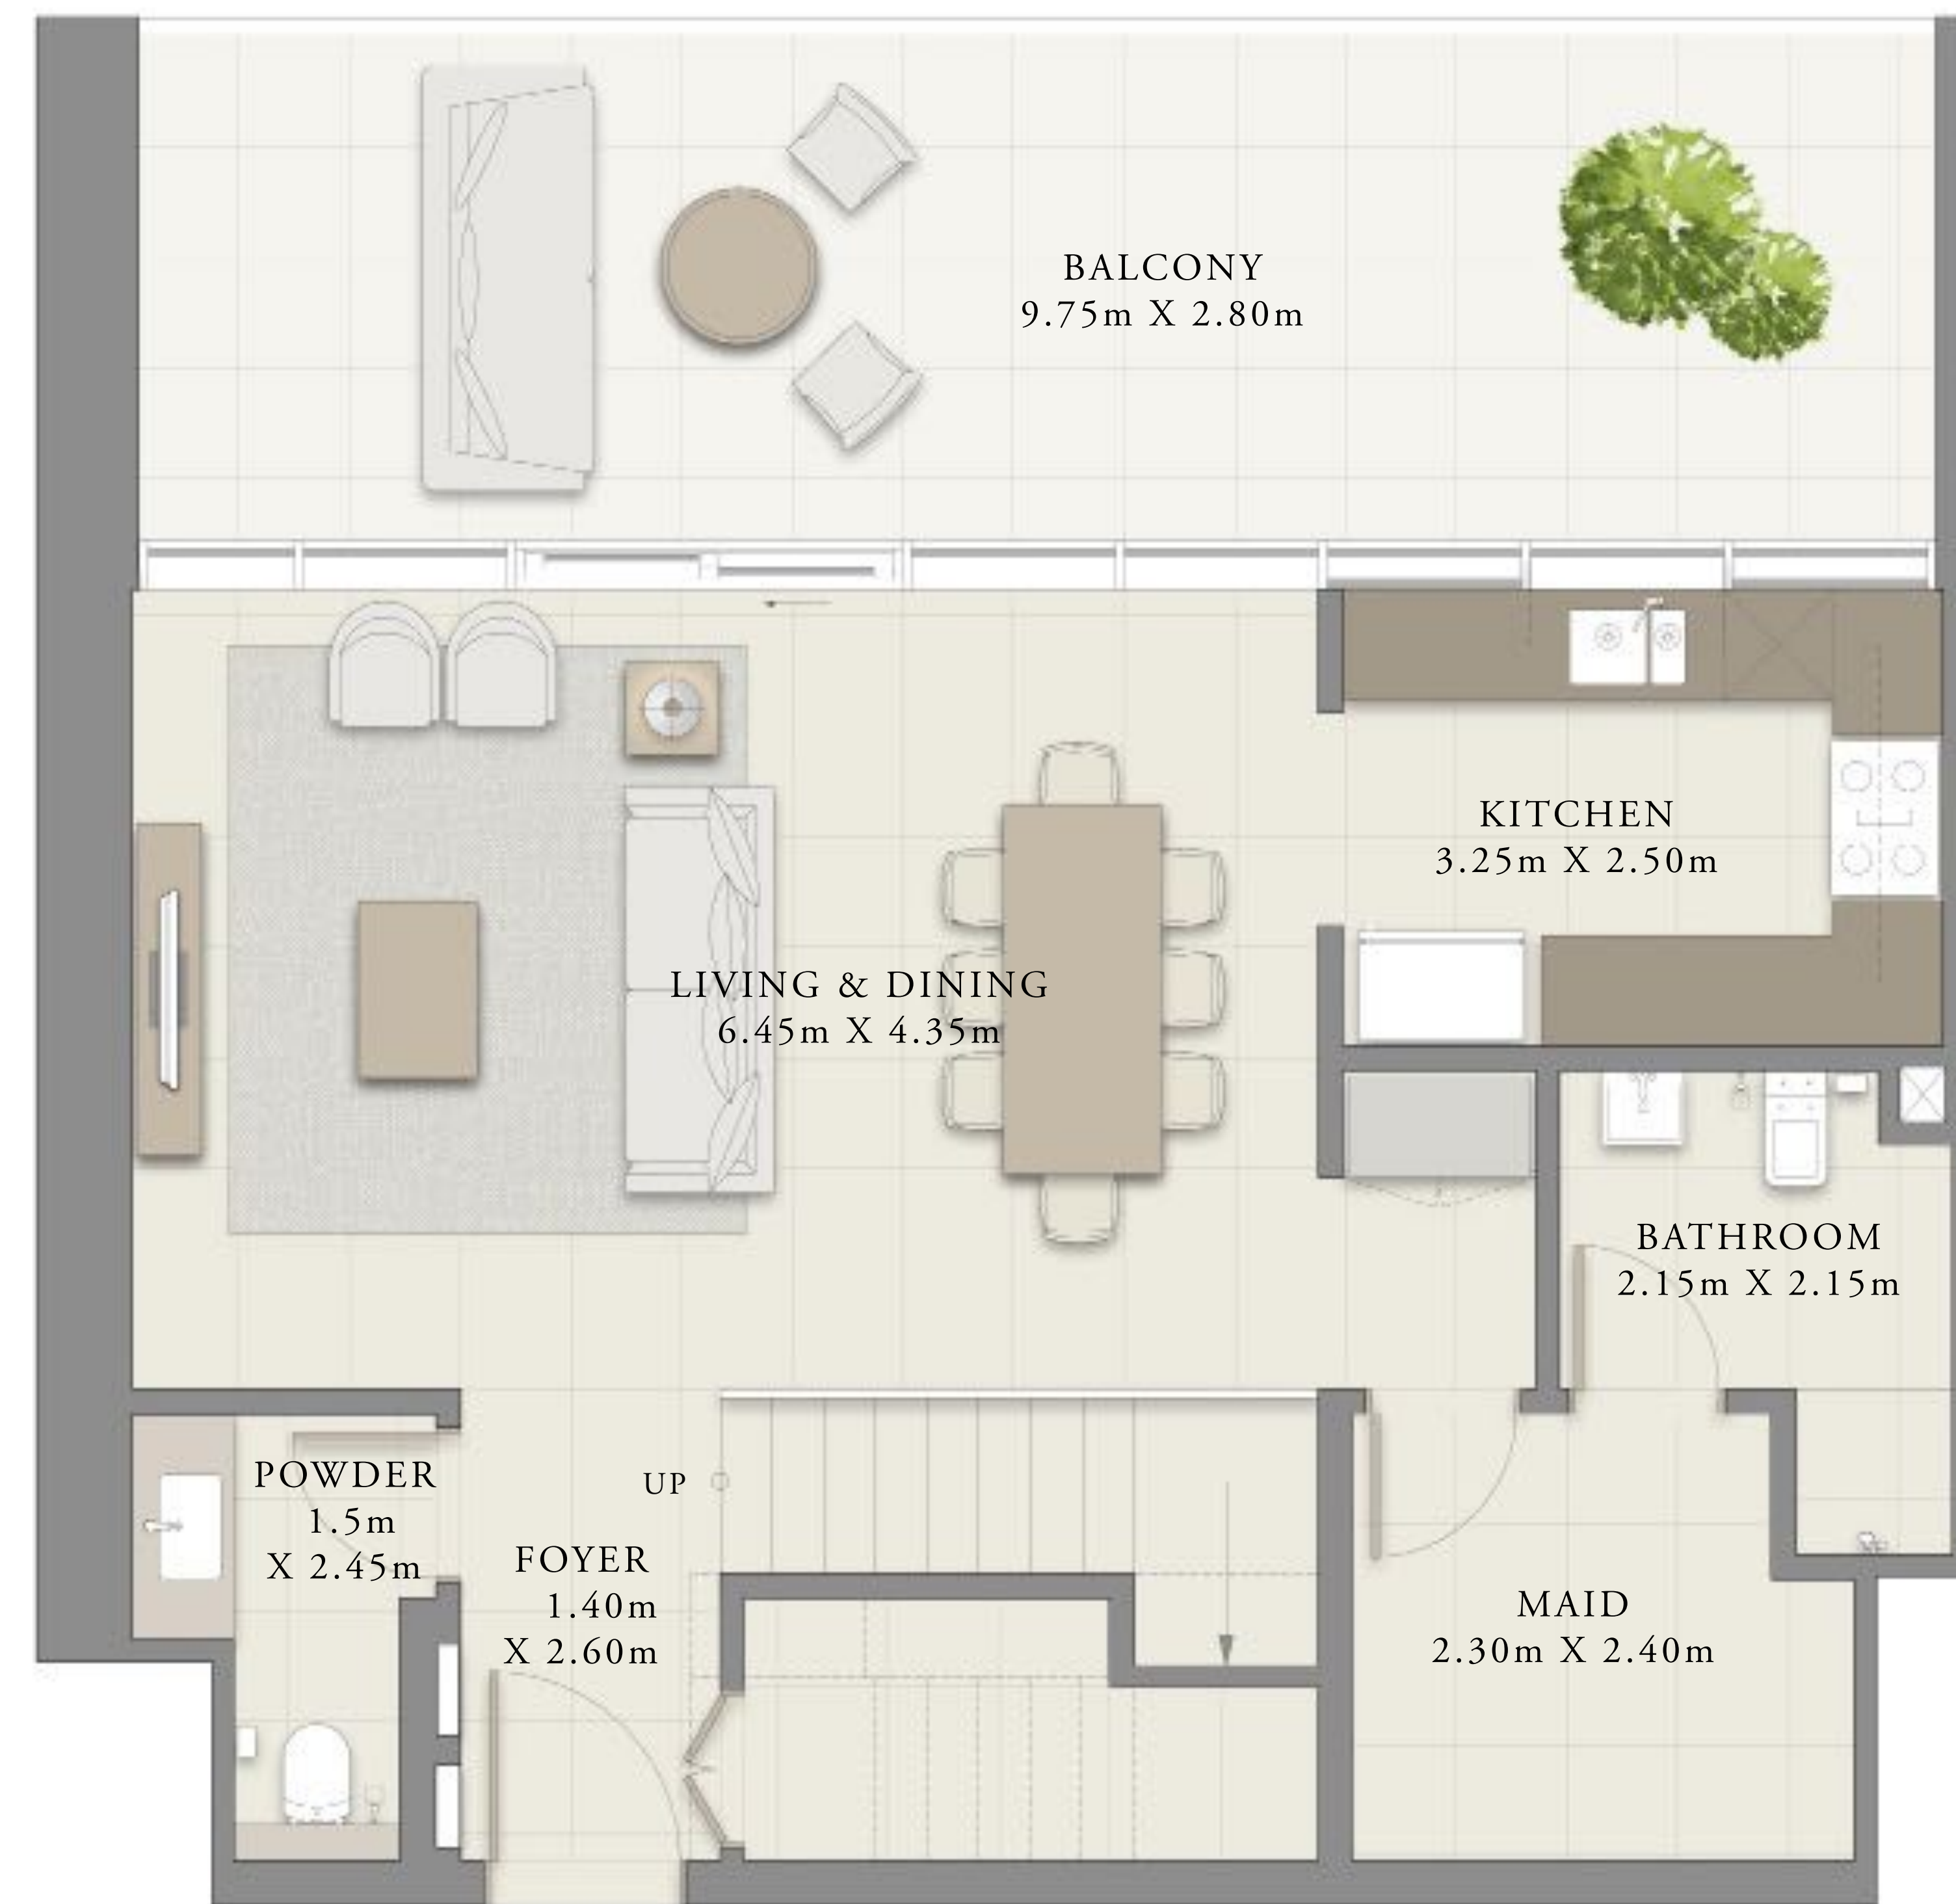 BALCONY
9.75m X 2.80m
KITCHEN
3.25m X 2.50m
LIVING & DINING
6.45m X 4.35m
BATHROOM
2.15m X 2.15m
POWDER
1.5m
X 2.45m
UP
FOYER
1.40m
X 2.60m
MAID
2.30m X 2.40m